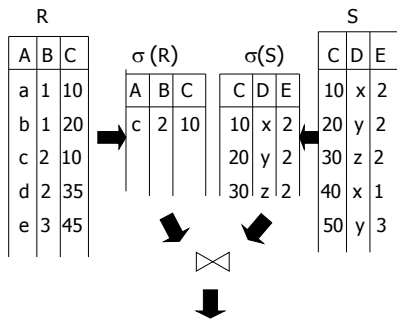 R
A B C
a 1 10
b 1 20
c 2 10
d 2 35
e 3 45
σ (R)
A B C
c 2 10
σ(S)
C D E
10 x 2
20 y 2
30 z 2
S
C D E
10 x 2
20 y 2
30 z 2
40 x 1
50 y 3
⋈